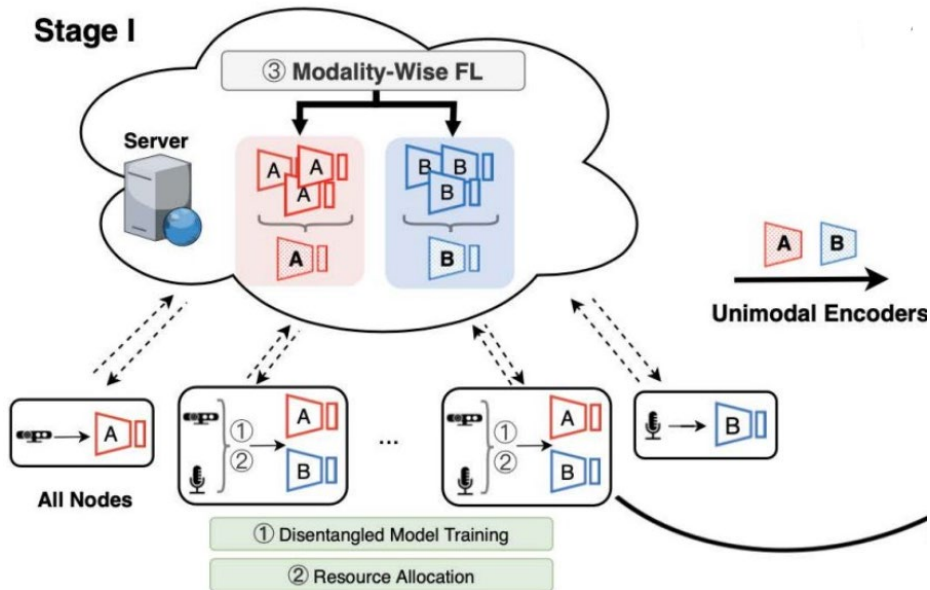 Stage I
③ Modality-Wise FL
Server
A A B B
A B
A B
A B
Unimodal Encoders
A A A B
① ①
② ... ②
B B
All Nodes
① Disentangled Model Training
② Resource Allocation